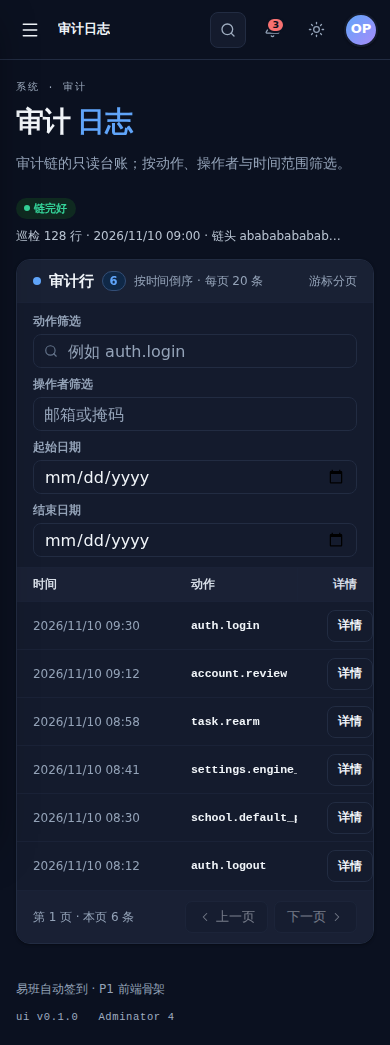 审计日志
3
OP
系统 · 审计
审计 日志
审计链的只读台账；按动作、操作者与时间范围筛选。
链完好
巡检 128 行 · 2026/11/10 09:00 · 链头 abababababab…
审计行 6 按时间倒序 · 每页 20 条 游标分页
动作筛选
例如 auth.login
操作者筛选
邮箱或掩码
起始日期
mm/dd/yyyy
结束日期
mm/dd/yyyy
时间 动作 详情
2026/11/10 09:30 auth.login 详情
2026/11/10 09:12 account.review 详情
2026/11/10 08:58 task.rearm 详情
2026/11/10 08:41 settings.engine_ 详情
2026/11/10 08:30 school.default_p 详情
2026/11/10 08:12 auth.logout 详情
第 1 页 · 本页 6 条 上一页 下一页
易班自动签到 · P1 前端骨架
ui v0.1.0 Adminator 4